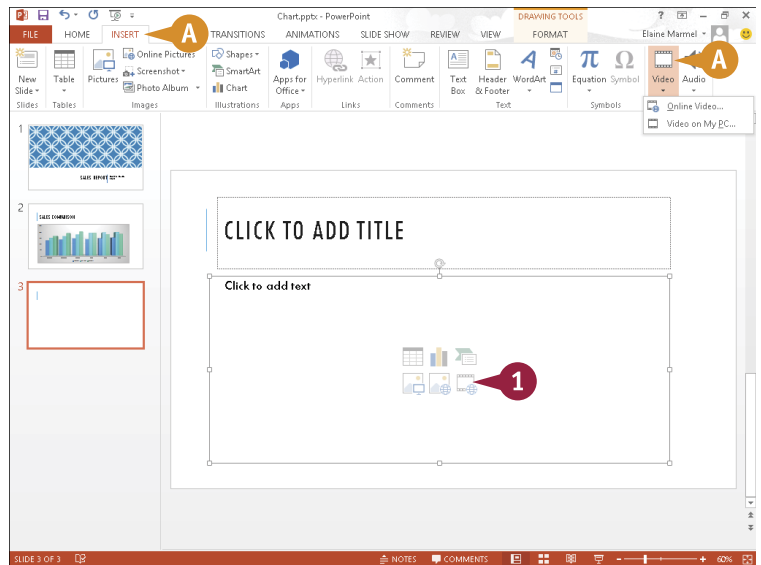 Chart.pptx - PowerPoint
DRAWING TOOLS
FILE HOME INSERT A TRANSITIONS ANIMATIONS SLIDE SHOW REVIEW VIEW FORMAT Elaine Marmel
New Slide
Table
Pictures
Online Pictures
Screenshot
Photo Album
Shapes
SmartArt
Chart
Apps for Office
Hyperlink
Action
Comment
Text Box
Header & Footer
WordArt
Equation
Symbol
Video
Audio
A
Slides Tables Images Illustrations Apps Links Comments Text Symbols
Online Video...
Video on My PC...
1
SALES REPORT
2
SALES COMPARISON
3
CLICK TO ADD TITLE
Click to add text
1
SLIDE 3 OF 3 NOTES COMMENTS 60%